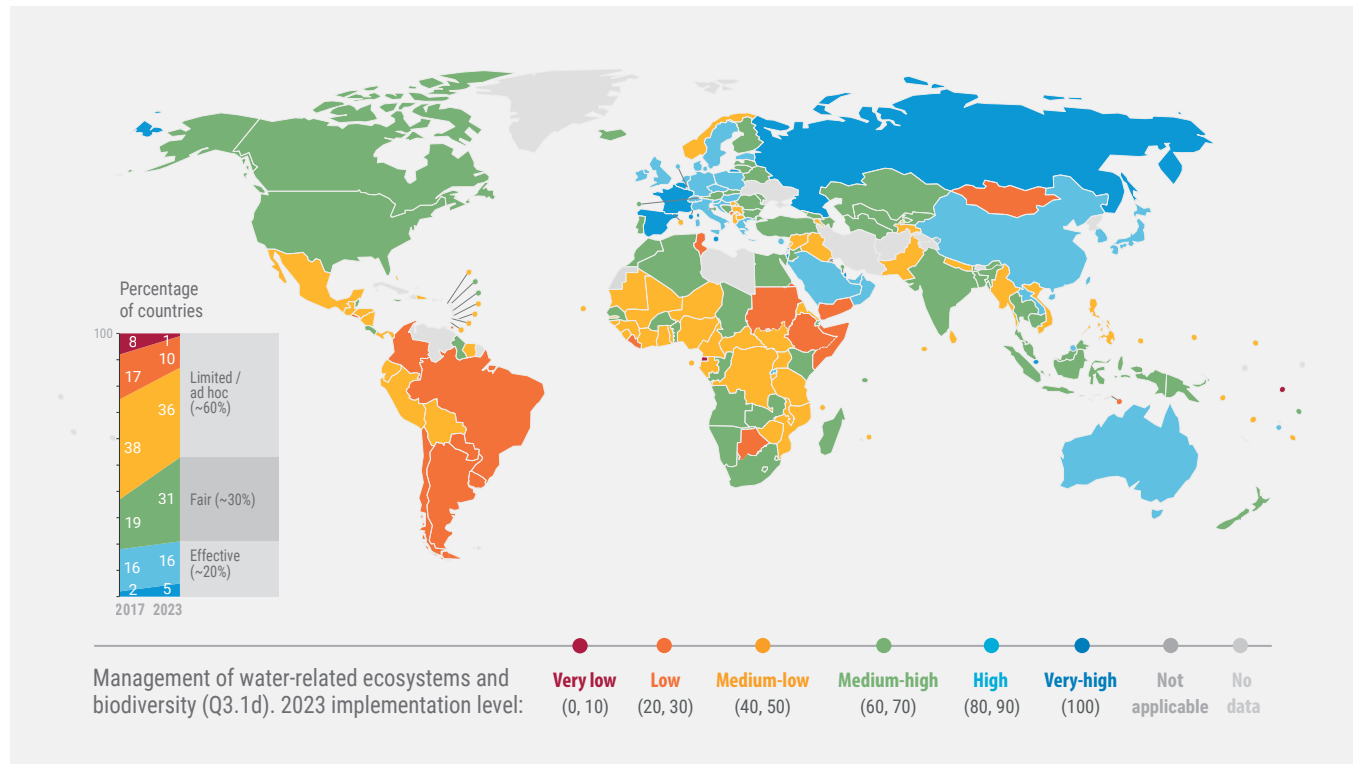 Percentage
of countries
100
8 1
10
17
36
38
31
19
16
16
5
2
2017 2023
Limited /
ad hoc
(~60%)
Fair (~30%)
Effective
(~20%)
Management of water-related ecosystems and
biodiversity (Q3.1d). 2023 implementation level:
Very low
(0, 10)
Low
(20, 30)
Medium-low
(40, 50)
Medium-high
(60, 70)
High
(80, 90)
Very-high
(100)
Not
applicable
No
data